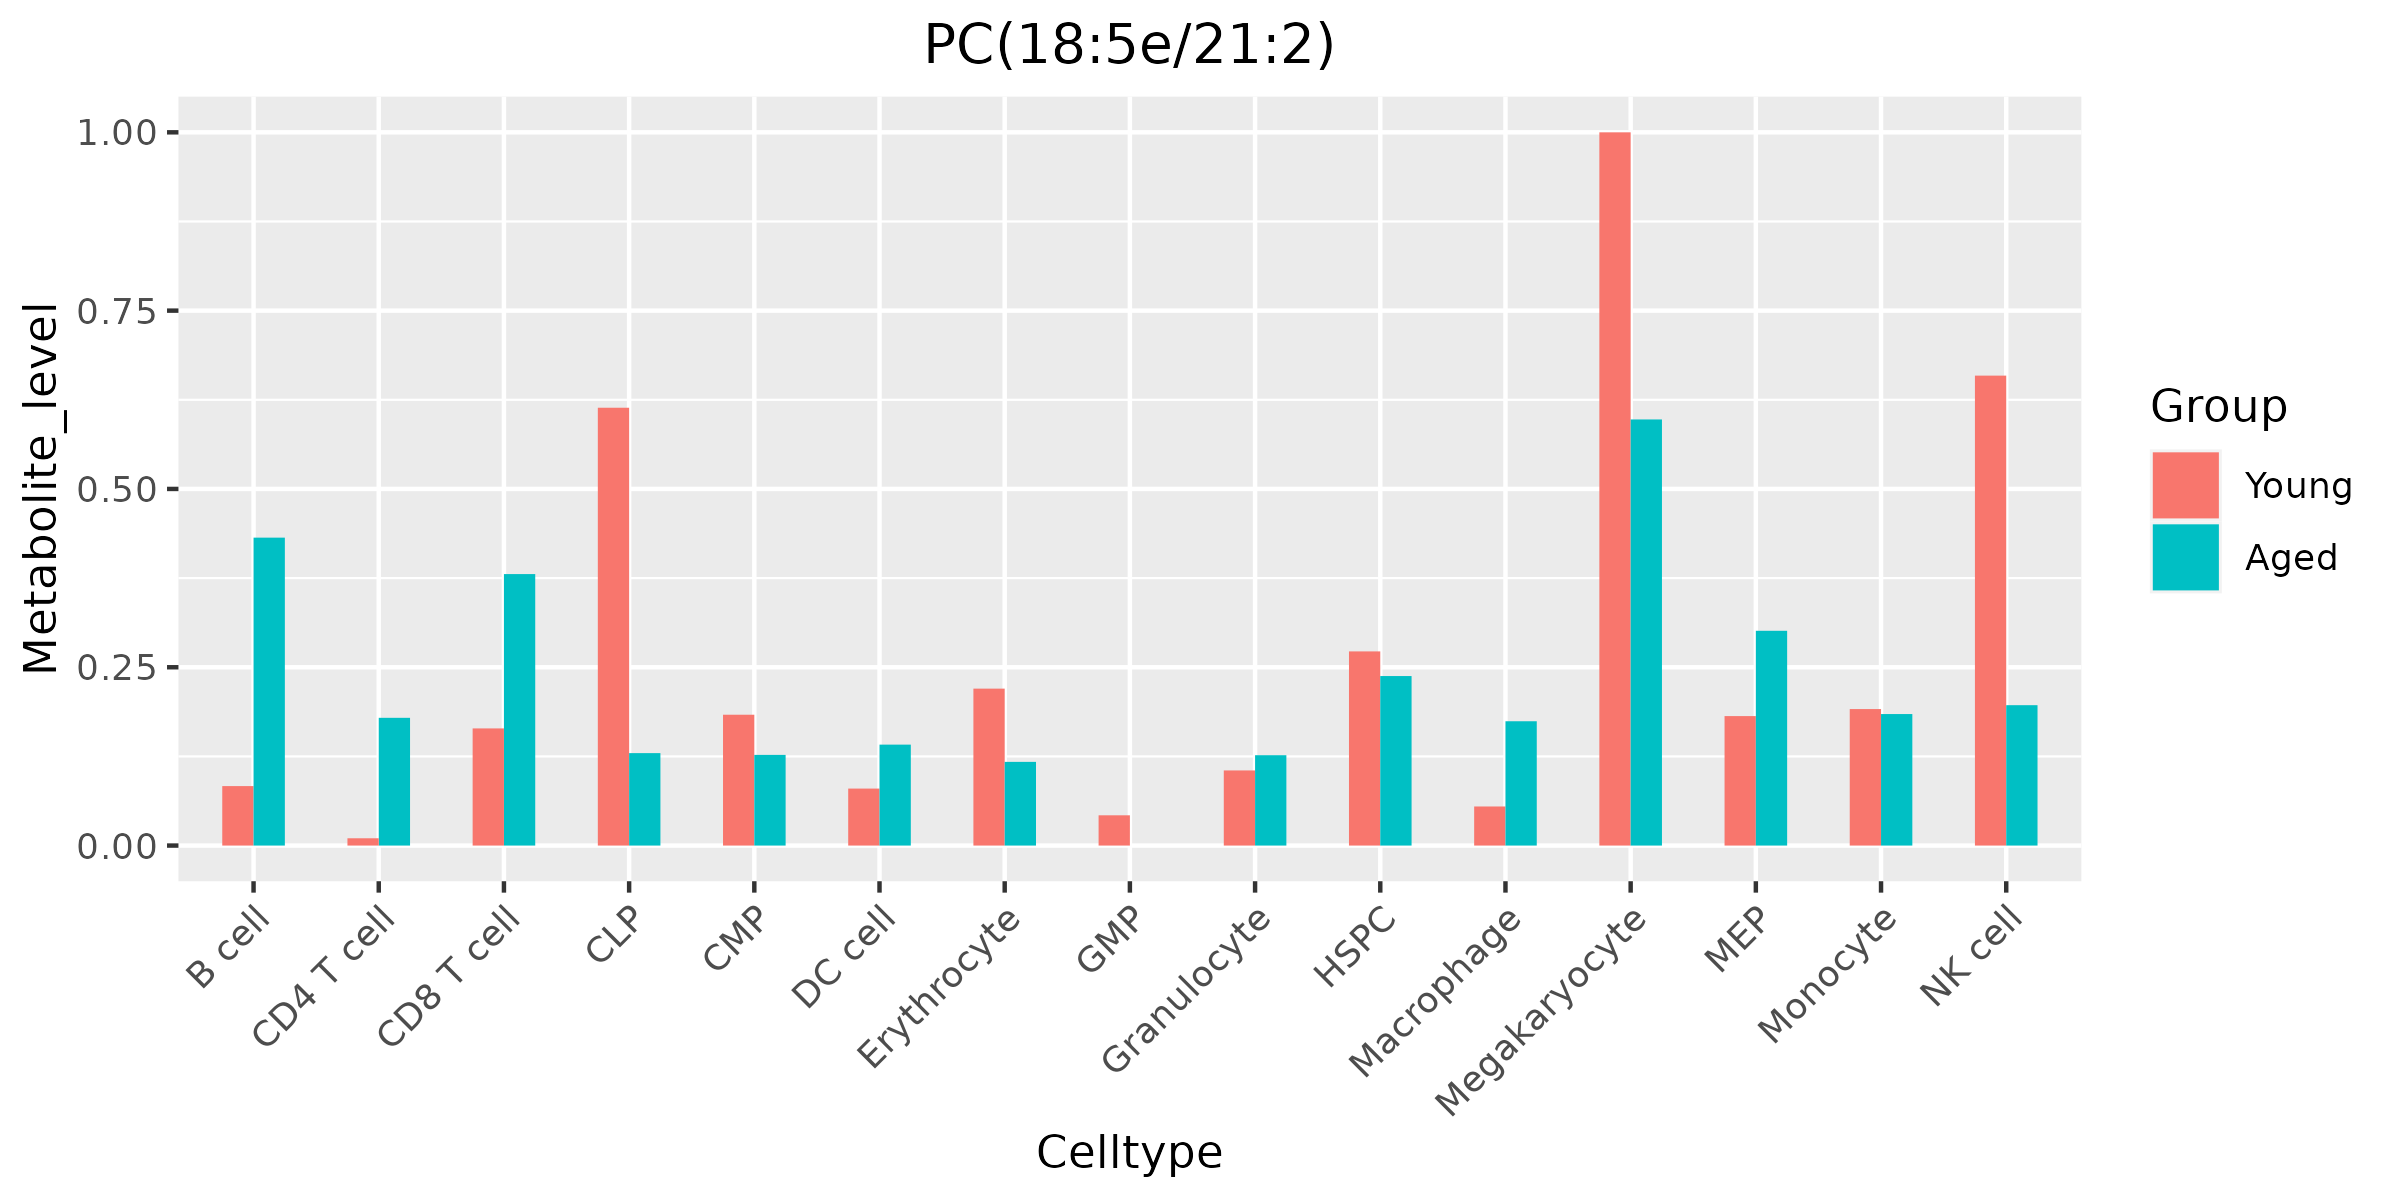 PC(18:5e/21:2)
Metabolite_level
1.00
0.75
0.50
0.25
0.00
B cell
CD4 T cell
CD8 T cell
CLP
CMP
DC cell
Erythrocyte
GMP
Granulocyte
HSPC
Macrophage
Megakaryocyte
MEP
Monocyte
NK cell
Celltype
Group
Young
Aged